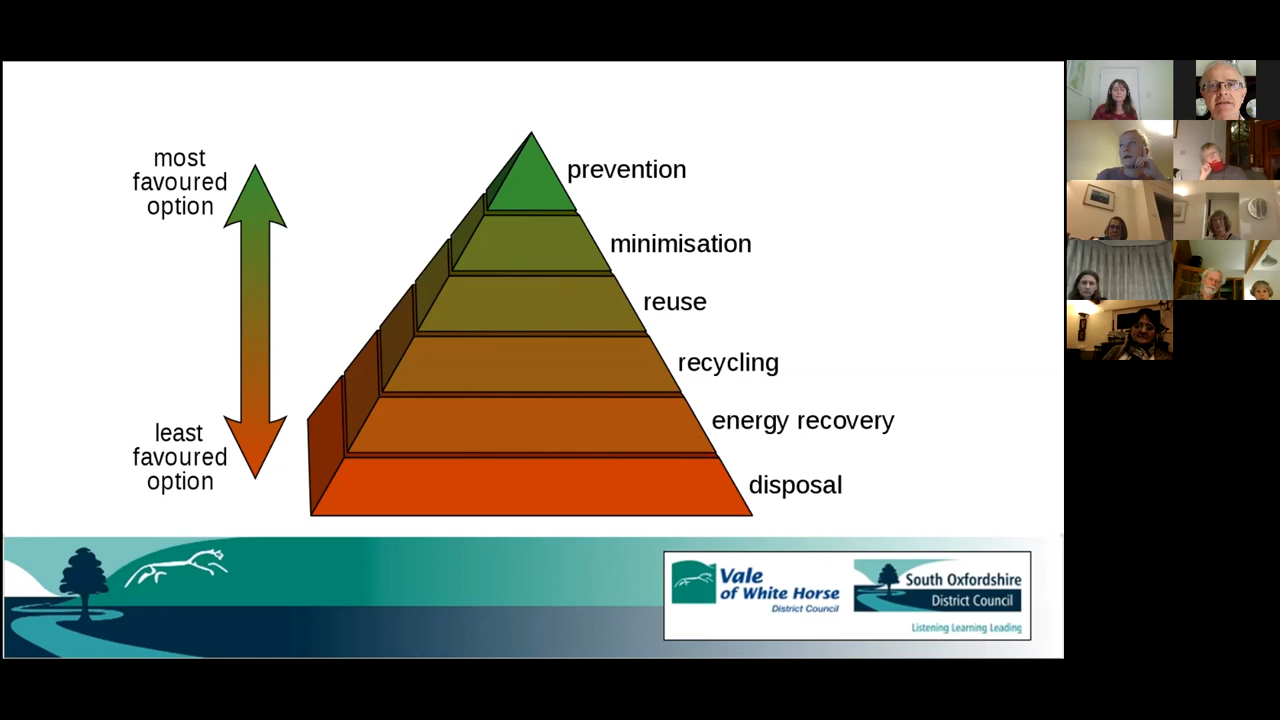 most
favoured
option
prevention
minimisation
reuse
recycling
energy recovery
least
favoured
option
disposal
Vale
of White Horse
District Council
South Oxfordshire
District Council
Listening Learning Leading